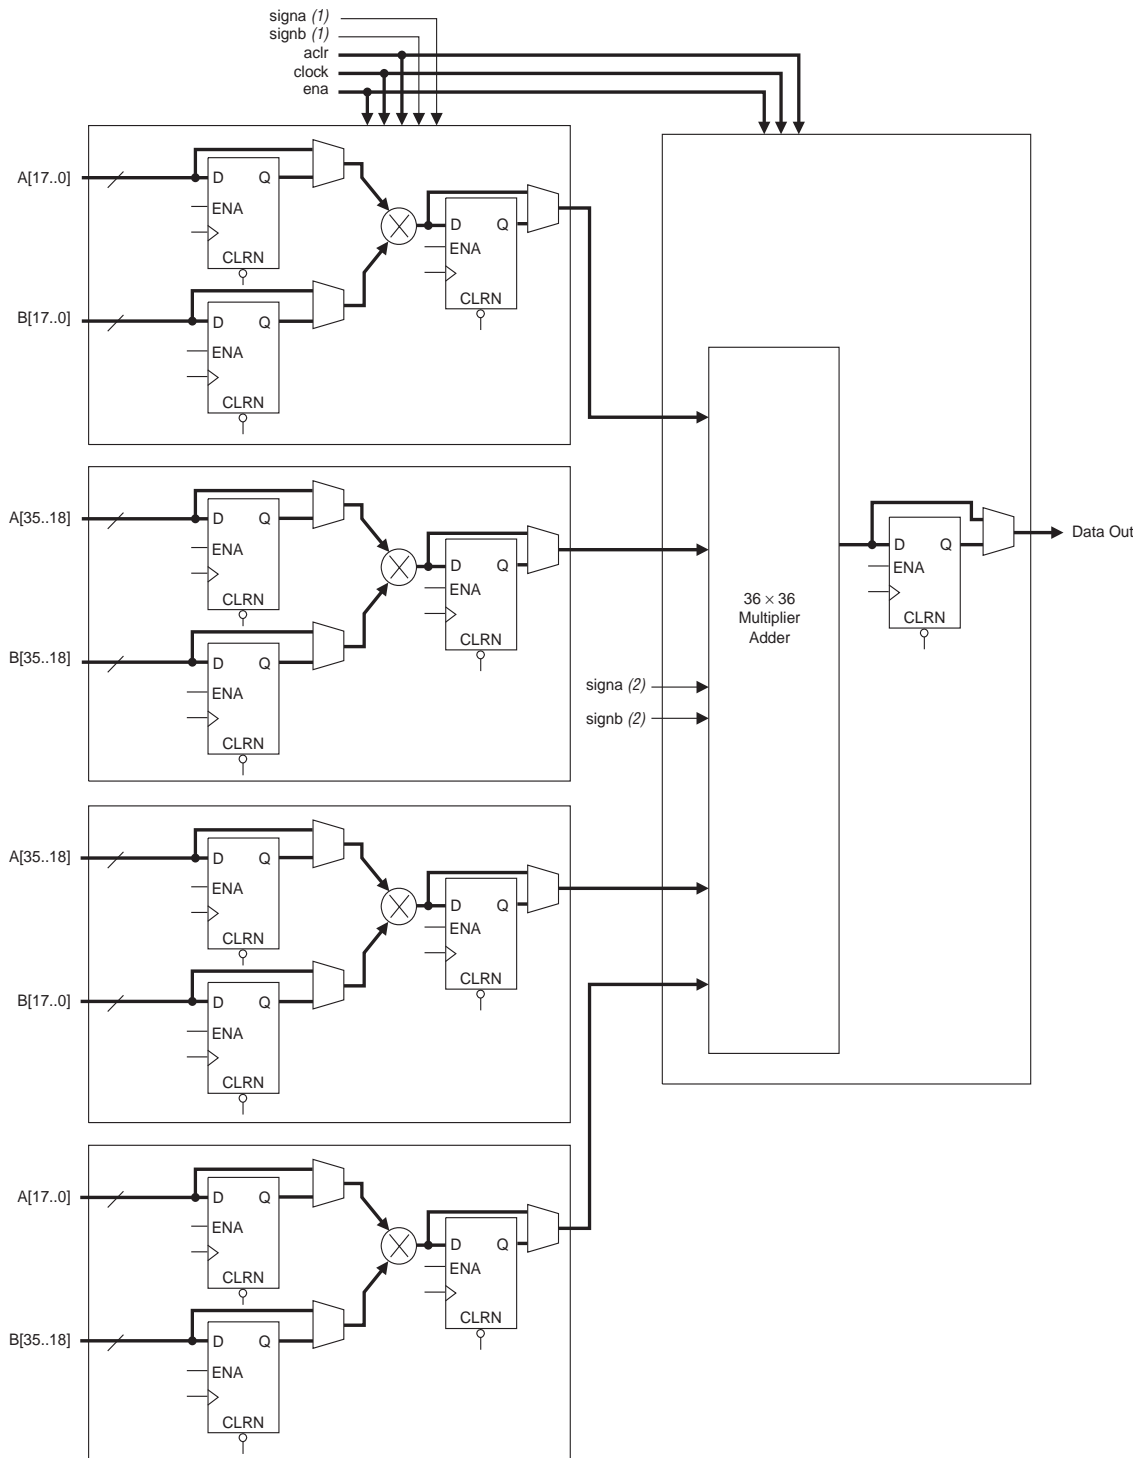 signa (1)
signb (1)
aclr
clock
ena
A[17..0]
D Q
ENA
CLRN
D Q
ENA
CLRN
B[17..0]
D Q
ENA
CLRN
A[35..18]
D Q
ENA
CLRN
D Q
ENA
CLRN
B[35..18]
D Q
ENA
CLRN
36 × 36
Multiplier
Adder
D Q
ENA
CLRN
Data Out
signa (2)
signb (2)
A[35..18]
D Q
ENA
CLRN
D Q
ENA
CLRN
B[17..0]
D Q
ENA
CLRN
A[17..0]
D Q
ENA
CLRN
D Q
ENA
CLRN
B[35..18]
D Q
ENA
CLRN